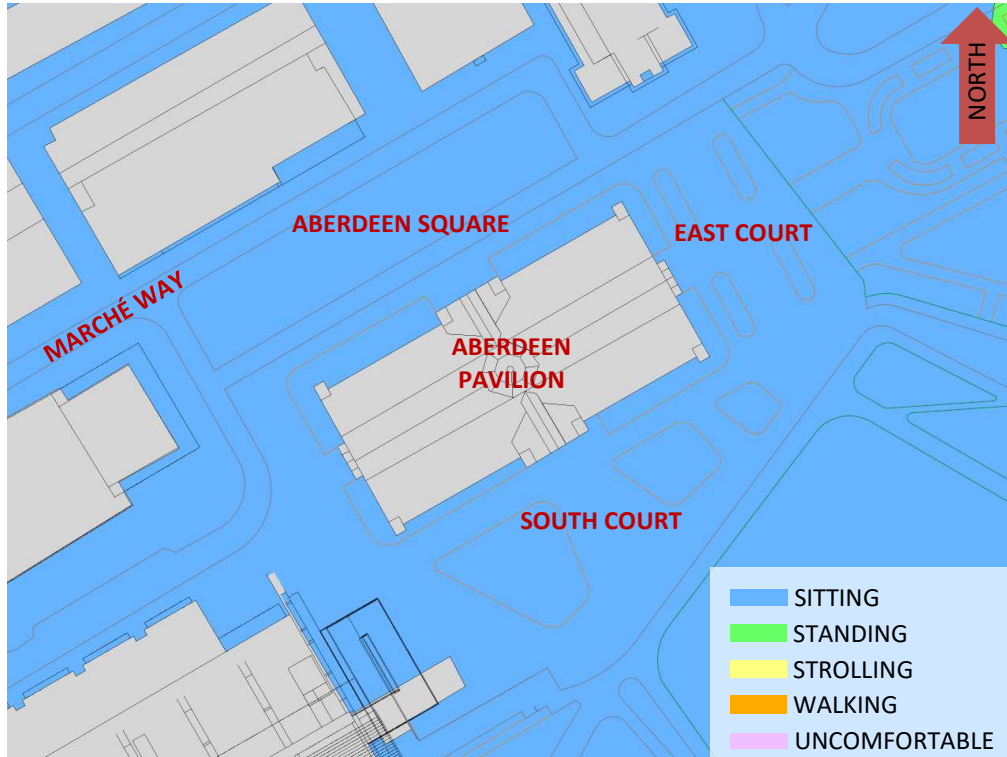 NORTH
ABERDEEN SQUARE
EAST COURT
MARCHÉ WAY
ABERDEEN
PAVILION
SOUTH COURT
SITTING
STANDING
STROLLING
WALKING
UNCOMFORTABLE